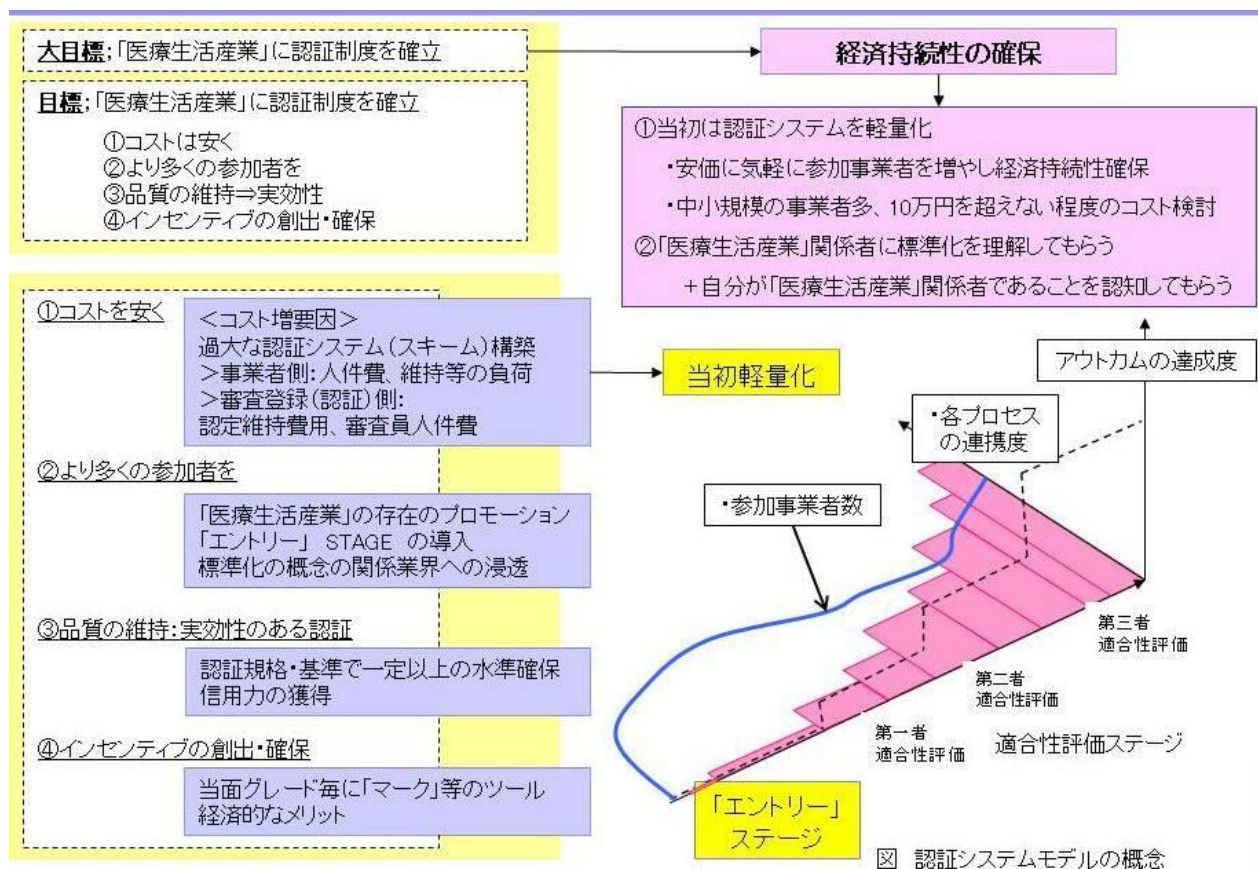 大目標;「医療生活産業」に認証制度を確立
経済持続性の確保
目標;「医療生活産業」に認証制度を確立
①コストは安く
②より多くの参加者を
③品質の維持⇒実効性
④インセンティブの創出・確保
①当初は認証システムを軽量化
・安価に気軽に参加事業者を増やし経済持続性確保
・中小規模の事業者多、10万円を超えない程度のコスト検討
②「医療生活産業」関係者に標準化を理解してもらう
+自分が「医療生活産業」関係者であることを認知してもらう
①コストを安く
<コスト増要因>
過大な認証システム(スキーム)構築
>事業者側:人件費、維持等の負荷
>審査登録(認証)側:
認定維持費用、審査員人件費
当初軽量化
②より多くの参加者を
「医療生活産業」の存在のプロモーション
「エントリー」 STAGE の導入
標準化の概念の関係業界への浸透
③品質の維持:実効性のある認証
認証規格・基準で一定以上の水準確保
信用力の獲得
④インセンティブの創出・確保
当面グレード毎に「マーク」等のツール
経済的なメリット
アウトカムの達成度
・各プロセス
の連携度
・参加事業者数
第三者
適合性評価
第二者
適合性評価
第一者
適合性評価
適合性評価ステージ
「エントリー」
ステージ
図 認証システムモデルの概念